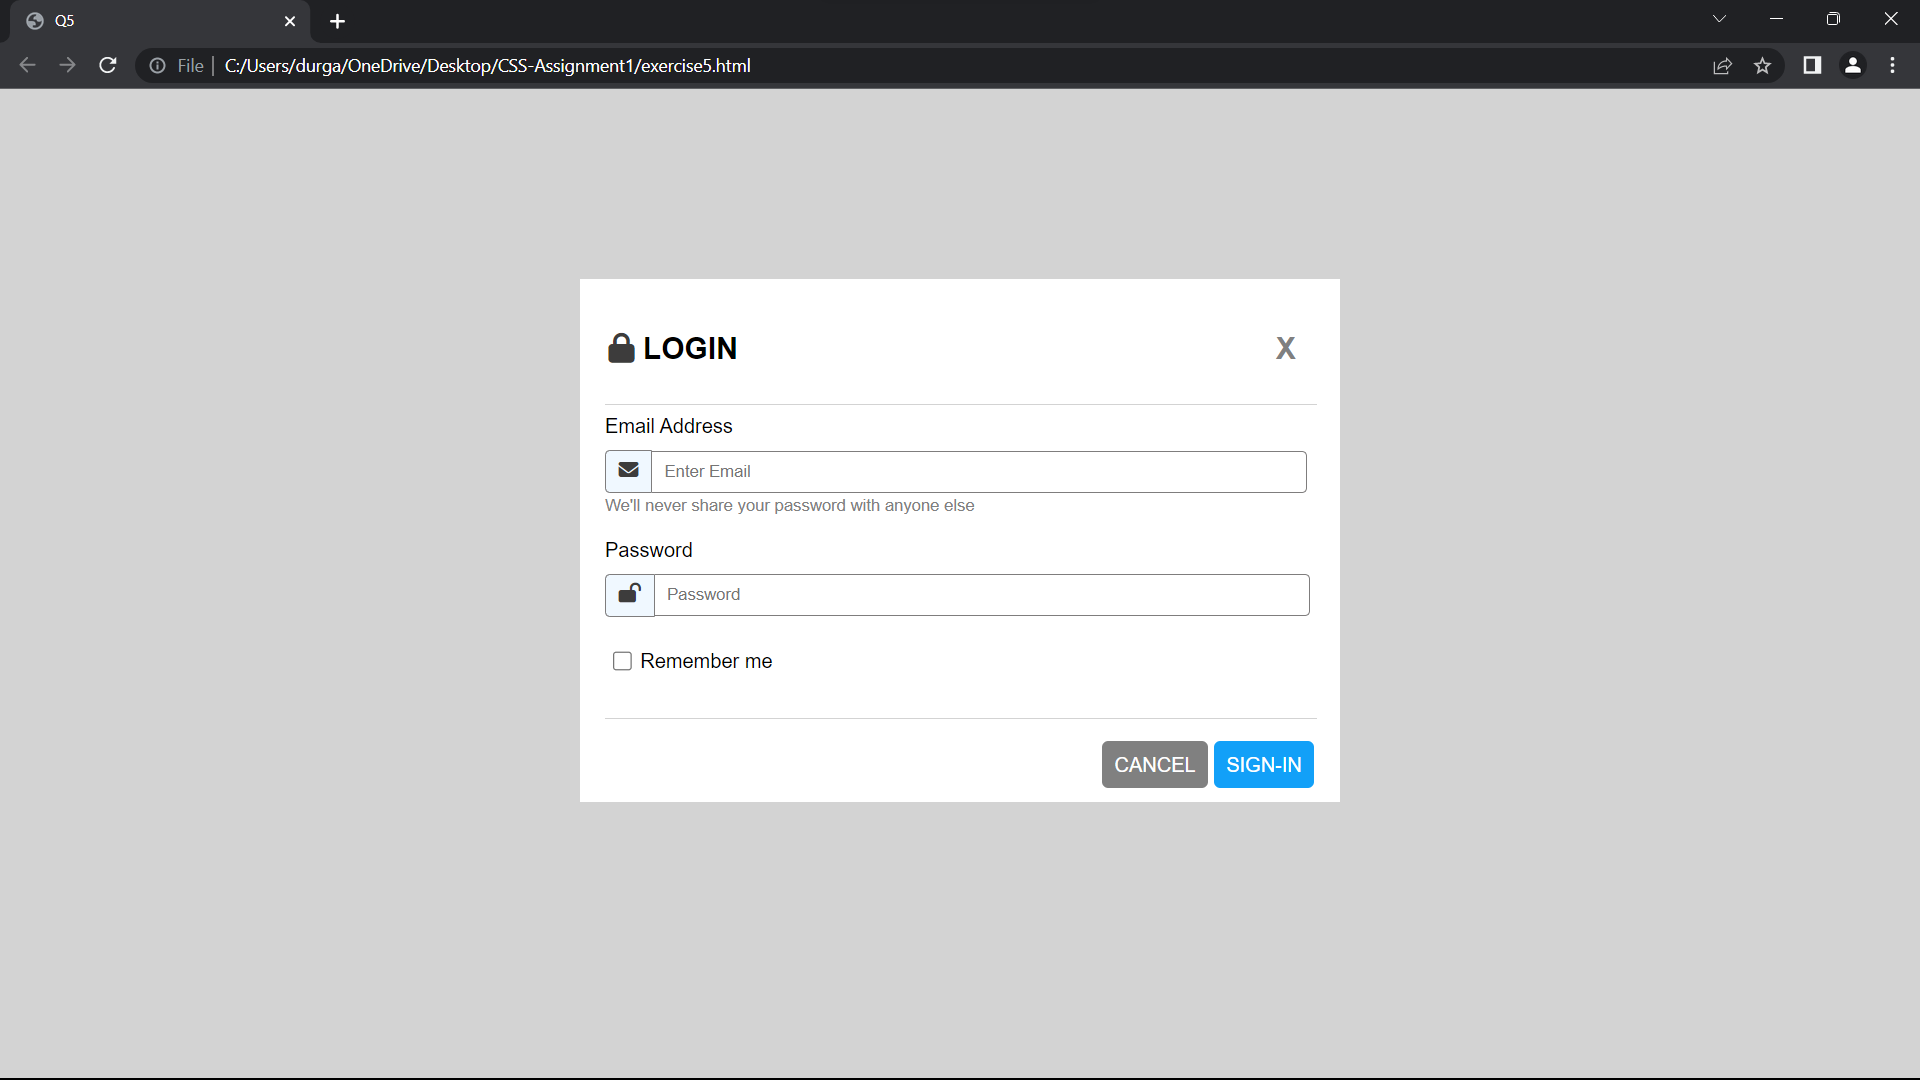 Q5
File C:/Users/durga/OneDrive/Desktop/CSS-Assignment1/exercise5.html
LOGIN X
Email Address
Enter Email
We'll never share your password with anyone else
Password
Password
Remember me
CANCEL SIGN-IN